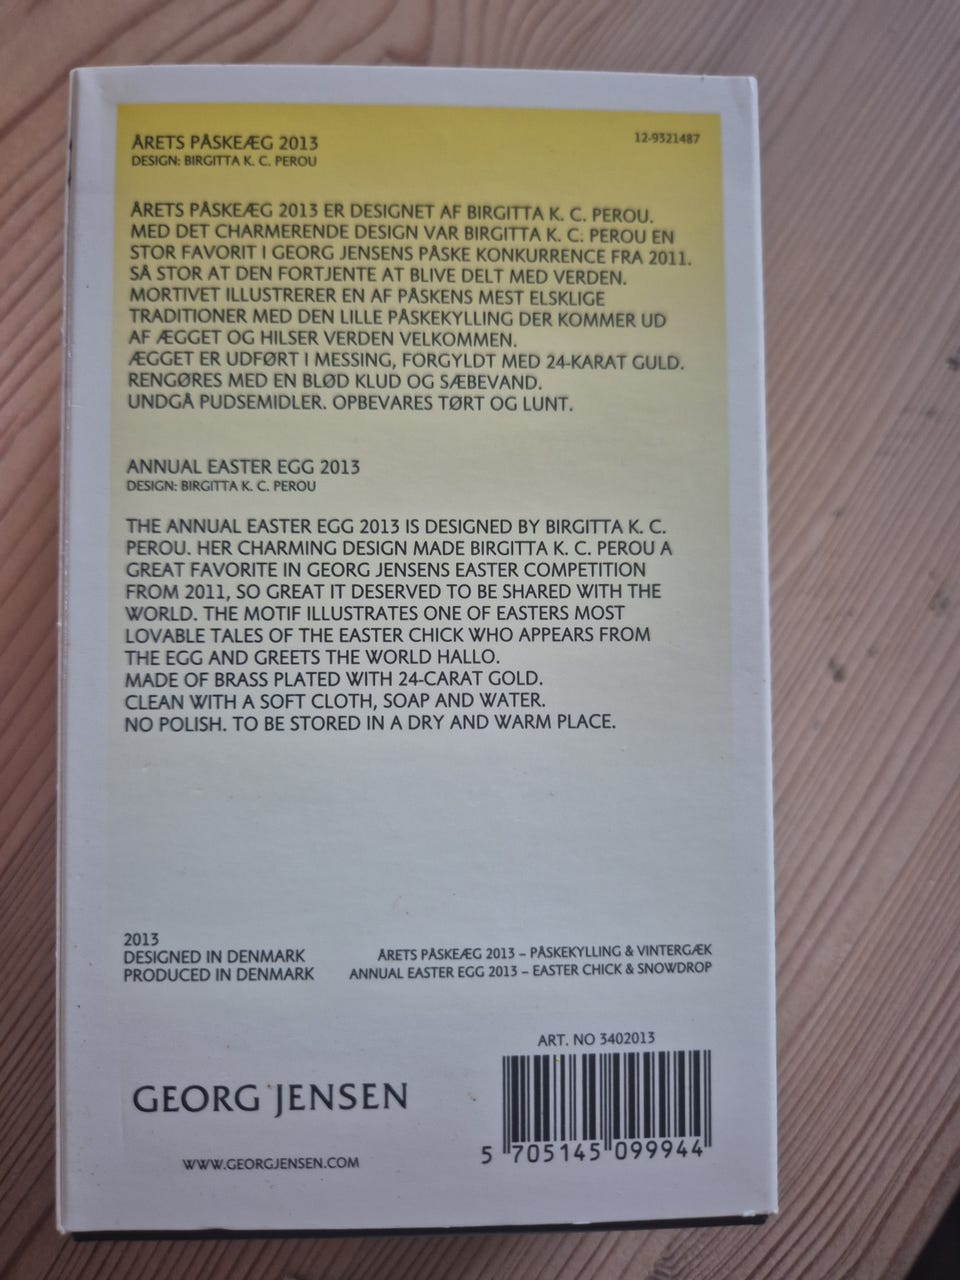 ÅRETS PÅSKEÆG 2013
12-9321487
DESIGN: BIRGITTA K. C. PEROU
ÅRETS PÅSKEÆG 2013 ER DESIGNET AF BIRGITTA K. C. PEROU.
MED DET CHARMERENDE DESIGN VAR BIRGITTA K. C. PEROU EN
STOR FAVORIT I GEORG JENSENS PÅSKE KONKURRENCE FRA 2011.
SÅ STOR AT DEN FORTJENTE AT BLIVE DELT MED VERDEN.
MORTIVET ILLUSTRERER EN AF PÅSKENS MEST ELSKLIGE
TRADITIONER MED DEN LILLE PÅSKEKYLLING DER KOMMER UD
AF ÆGGET OG HILSER VERDEN VELKOMMEN.
ÆGGET ER UDFØRT I MESSING, FORGYLDT MED 24-KARAT GULD.
RENGØRES MED EN BLØD KLUD OG SÆBEVAND.
UNDGÅ PUDSEMIDLER. OPBEVARES TØRT OG LUNT.
ANNUAL EASTER EGG 2013
DESIGN: BIRGITTA K. C. PEROU
THE ANNUAL EASTER EGG 2013 IS DESIGNED BY BIRGITTA K. C.
PEROU. HER CHARMING DESIGN MADE BIRGITTA K. C. PEROU A
GREAT FAVORITE IN GEORG JENSENS EASTER COMPETITION
FROM 2011, SO GREAT IT DESERVED TO BE SHARED WITH THE
WORLD. THE MOTIF ILLUSTRATES ONE OF EASTERS MOST
LOVABLE TALES OF THE EASTER CHICK WHO APPEARS FROM
THE EGG AND GREETS THE WORLD HALLO.
MADE OF BRASS PLATED WITH 24-CARAT GOLD.
CLEAN WITH A SOFT CLOTH, SOAP AND WATER.
NO POLISH. TO BE STORED IN A DRY AND WARM PLACE.
2013
DESIGNED IN DENMARK
PRODUCED IN DENMARK
ÅRETS PÅSKEÆG 2013 – PÅSKEKYLLING & VINTERGÆK
ANNUAL EASTER EGG 2013 – EASTER CHICK & SNOWDROP
ART. NO 3402013
GEORG JENSEN
5 705145 099944
WWW.GEORGJENSEN.COM